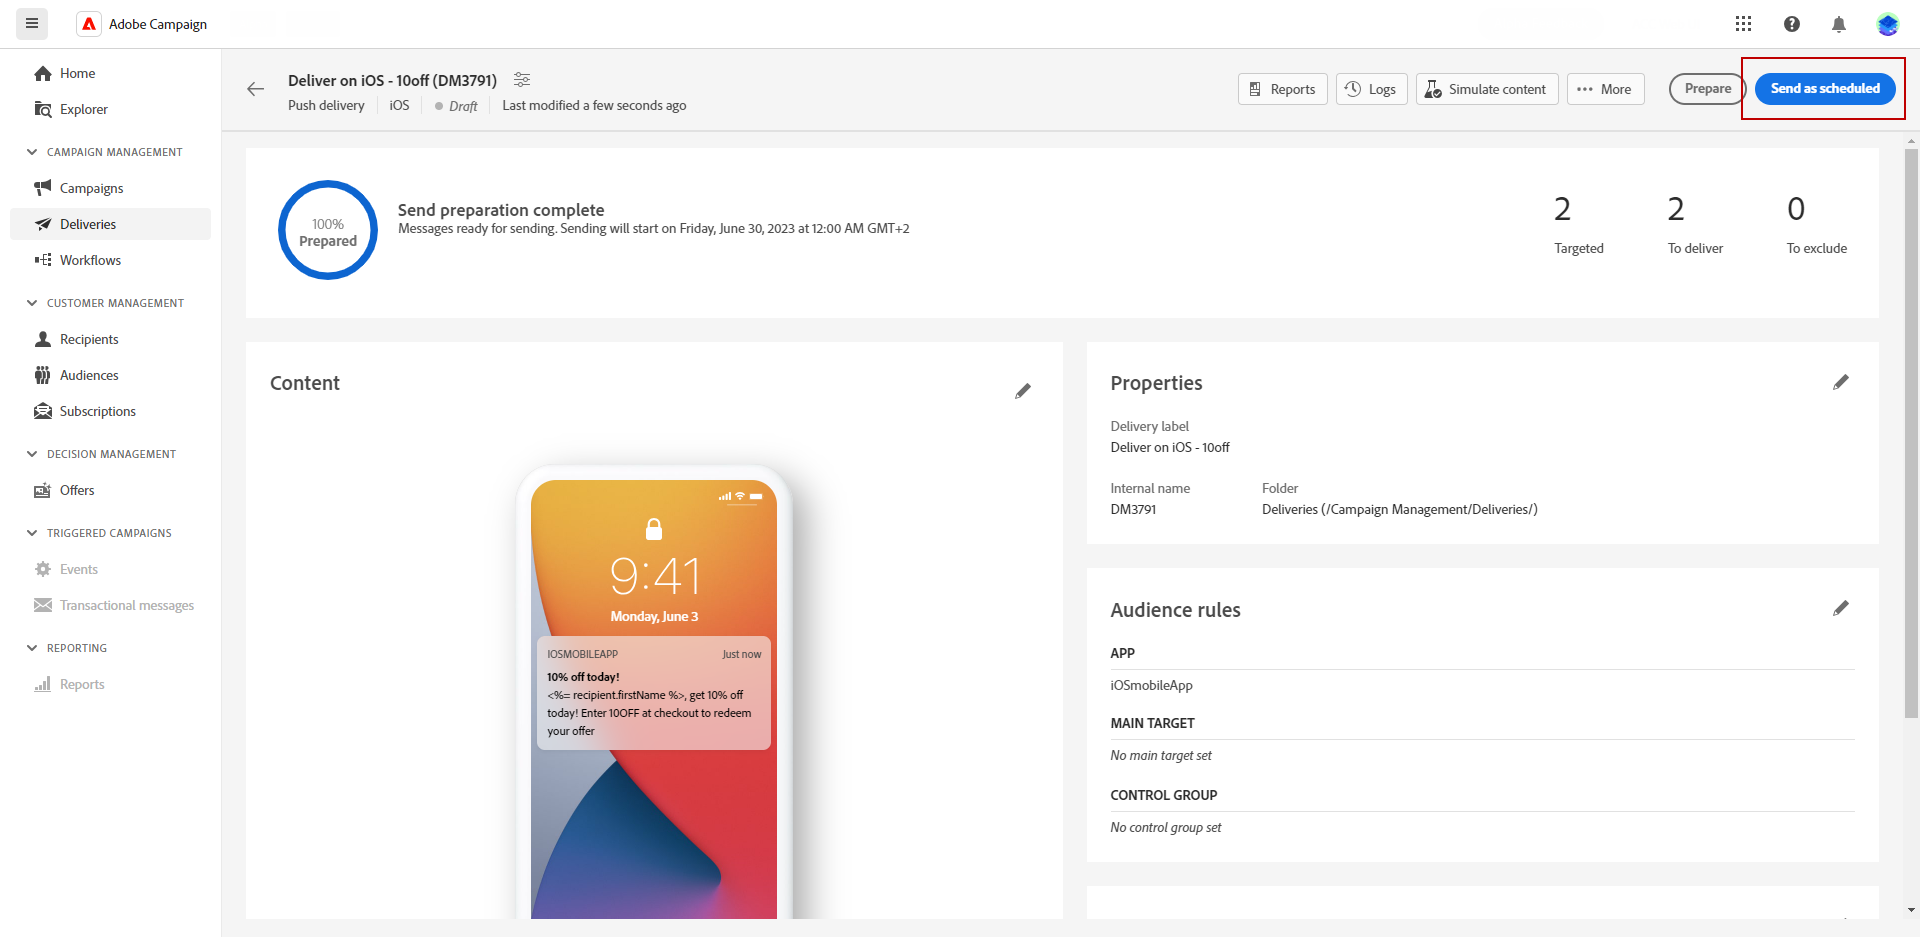 Adobe Campaign
Home
Explorer
CAMPAIGN MANAGEMENT
Campaigns
Deliveries
Workflows
CUSTOMER MANAGEMENT
Recipients
Audiences
Subscriptions
DECISION MANAGEMENT
Offers
TRIGGERED CAMPAIGNS
Events
Transactional messages
REPORTING
Reports
Deliver on iOS - 10off (DM3791)
Push delivery iOS Draft Last modified a few seconds ago
Reports Logs Simulate content More Prepare Send as scheduled
100%
Prepared
Send preparation complete
Messages ready for sending. Sending will start on Friday, June 30, 2023 at 12:00 AM GMT+2
2 2 0
Targeted To deliver To exclude
Content
9:41
Monday, June 3
IOSMOBILEAPP Just now
10% off today!
<%= recipient.firstName %>, get 10% off
today! Enter 10OFF at checkout to redeem
your offer
Properties
Delivery label
Deliver on iOS - 10off
Internal name Folder
DM3791 Deliveries (/Campaign Management/Deliveries/)
Audience rules
APP
iOSmobileApp
MAIN TARGET
No main target set
CONTROL GROUP
No control group set